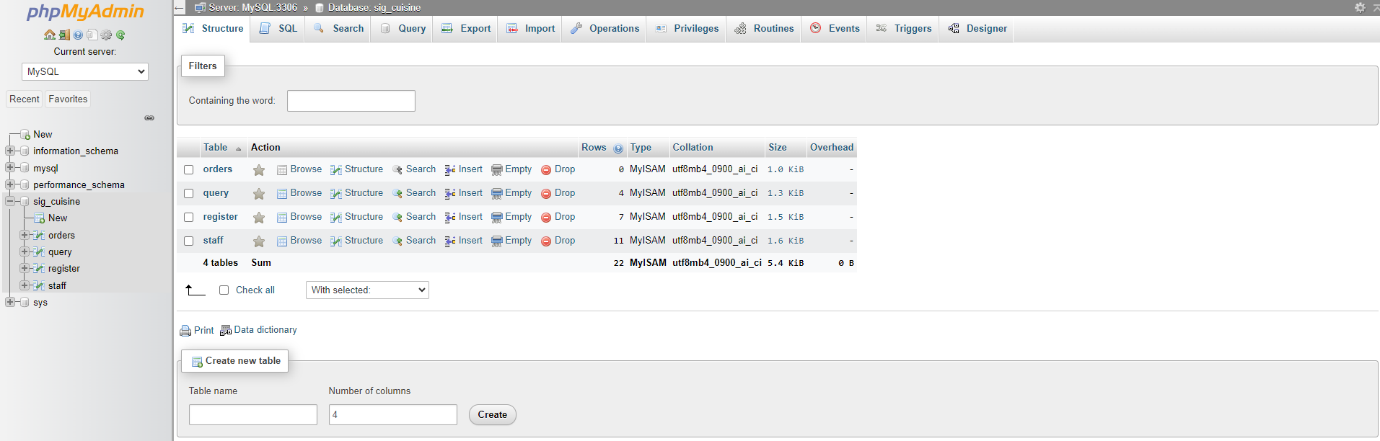 phpMyAdmin
Current server:
MySQL
Recent Favorites
New
information_schema
mysql
performance_schema
sig_cuisine
New
orders
query
register
staff
sys
Server: MySQL:3306 » Database: sig_cuisine
Structure SQL Search Query Export Import Operations Privileges Routines Events Triggers Designer
Filters
Containing the word:
Table Action Rows Type Collation Size Overhead
orders Browse Structure Search Insert Empty Drop 0 MyISAM utf8mb4_0900_ai_ci 1.0 KiB -
query Browse Structure Search Insert Empty Drop 4 MyISAM utf8mb4_0900_ai_ci 1.3 KiB -
register Browse Structure Search Insert Empty Drop 7 MyISAM utf8mb4_0900_ai_ci 1.5 KiB -
staff Browse Structure Search Insert Empty Drop 11 MyISAM utf8mb4_0900_ai_ci 1.6 KiB -
4 tables Sum 22 MyISAM utf8mb4_0900_ai_ci 5.4 KiB 0 B
Check all With selected:
Print Data dictionary
Create new table
Table name Number of columns
4 Create